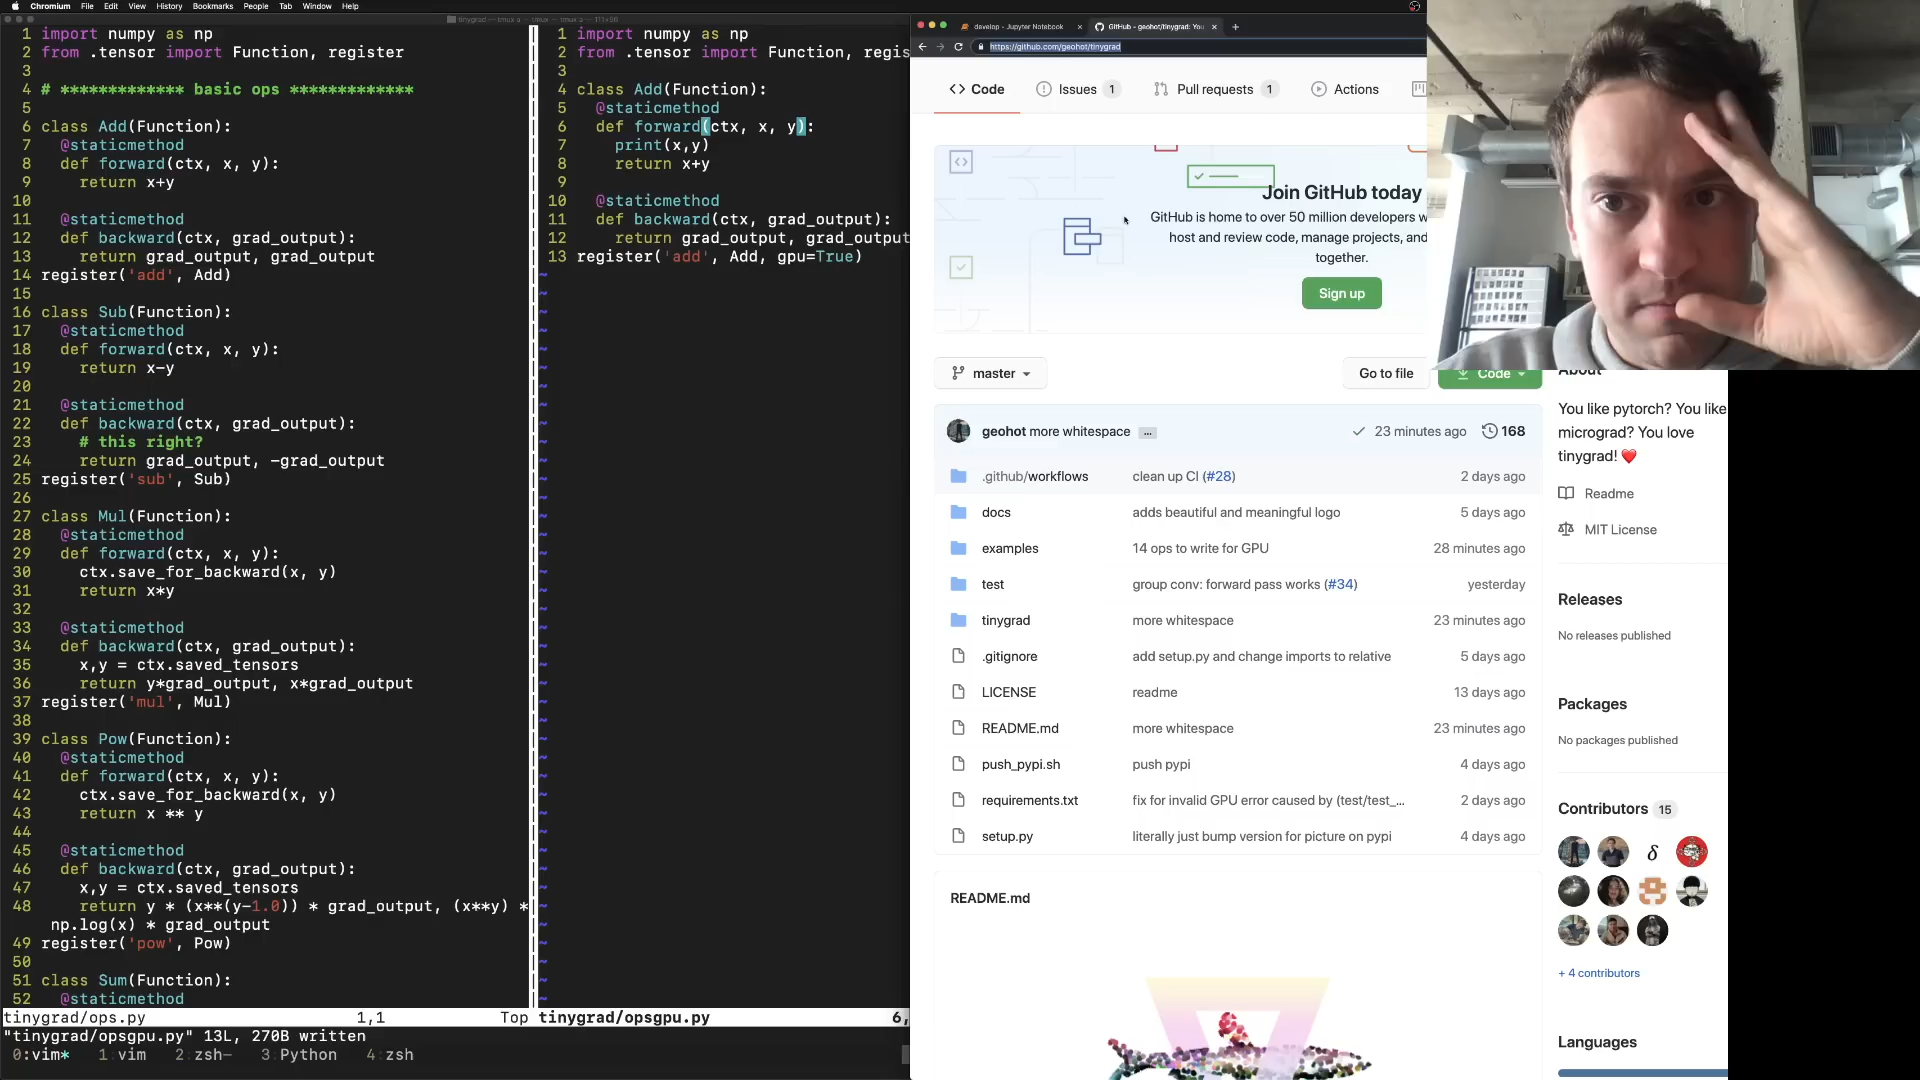 Chromium File Edit View History Bookmarks People Tab Window Help
tinygrad — tmux a — tmux — tmux a — 111×56
1 import numpy as np
2 from .tensor import Function, register
3
4 # ************* basic ops *************
5
6 class Add(Function):
7 @staticmethod
8 def forward(ctx, x, y):
9 return x+y
10
11 @staticmethod
12 def backward(ctx, grad_output):
13 return grad_output, grad_output
14 register('add', Add)
15
16 class Sub(Function):
17 @staticmethod
18 def forward(ctx, x, y):
19 return x-y
20
21 @staticmethod
22 def backward(ctx, grad_output):
23 # this right?
24 return grad_output, -grad_output
25 register('sub', Sub)
26
27 class Mul(Function):
28 @staticmethod
29 def forward(ctx, x, y):
30 ctx.save_for_backward(x, y)
31 return x*y
32
33 @staticmethod
34 def backward(ctx, grad_output):
35 x,y = ctx.saved_tensors
36 return y*grad_output, x*grad_output
37 register('mul', Mul)
38
39 class Pow(Function):
40 @staticmethod
41 def forward(ctx, x, y):
42 ctx.save_for_backward(x, y)
43 return x ** y
44
45 @staticmethod
46 def backward(ctx, grad_output):
47 x,y = ctx.saved_tensors
48 return y * (x**(y-1.0)) * grad_output, (x**y) *
np.log(x) * grad_output
49 register('pow', Pow)
50
51 class Sum(Function):
52 @staticmethod
tinygrad/ops.py 1,1 Top
"tinygrad/opsgpu.py" 13L, 270B written
0:vim* 1 vim 2:zsh- 3 Python 4 zsh
1 import numpy as np
2 from .tensor import Function, regis
3
4 class Add(Function):
5 @staticmethod
6 def forward(ctx, x, y):
7 print(x,y)
8 return x+y
9
10 @staticmethod
11 def backward(ctx, grad_output):
12 return grad_output, grad_output
13 register('add', Add, gpu=True)
tinygrad/opsgpu.py 6,
develop - Jupyter Notebook
GitHub - geohot/tinygrad: You
https://github.com/geohot/tinygrad
Code
Issues 1
Pull requests 1
Actions
Join GitHub today
GitHub is home to over 50 million developers w
host and review code, manage projects, and
together.
Sign up
master
Go to file
Code
geohot more whitespace ... 23 minutes ago 168
.github/workflows clean up CI (#28) 2 days ago
docs adds beautiful and meaningful logo 5 days ago
examples 14 ops to write for GPU 28 minutes ago
test group conv: forward pass works (#34) yesterday
tinygrad more whitespace 23 minutes ago
.gitignore add setup.py and change imports to relative 5 days ago
LICENSE readme 13 days ago
README.md more whitespace 23 minutes ago
push_pypi.sh push pypi 4 days ago
requirements.txt fix for invalid GPU error caused by (test/test_... 2 days ago
setup.py literally just bump version for picture on pypi 4 days ago
README.md
About
You like pytorch? You like
micrograd? You love
tinygrad! ❤️
Readme
MIT License
Releases
No releases published
Packages
No packages published
Contributors 15
δ
+ 4 contributors
Languages